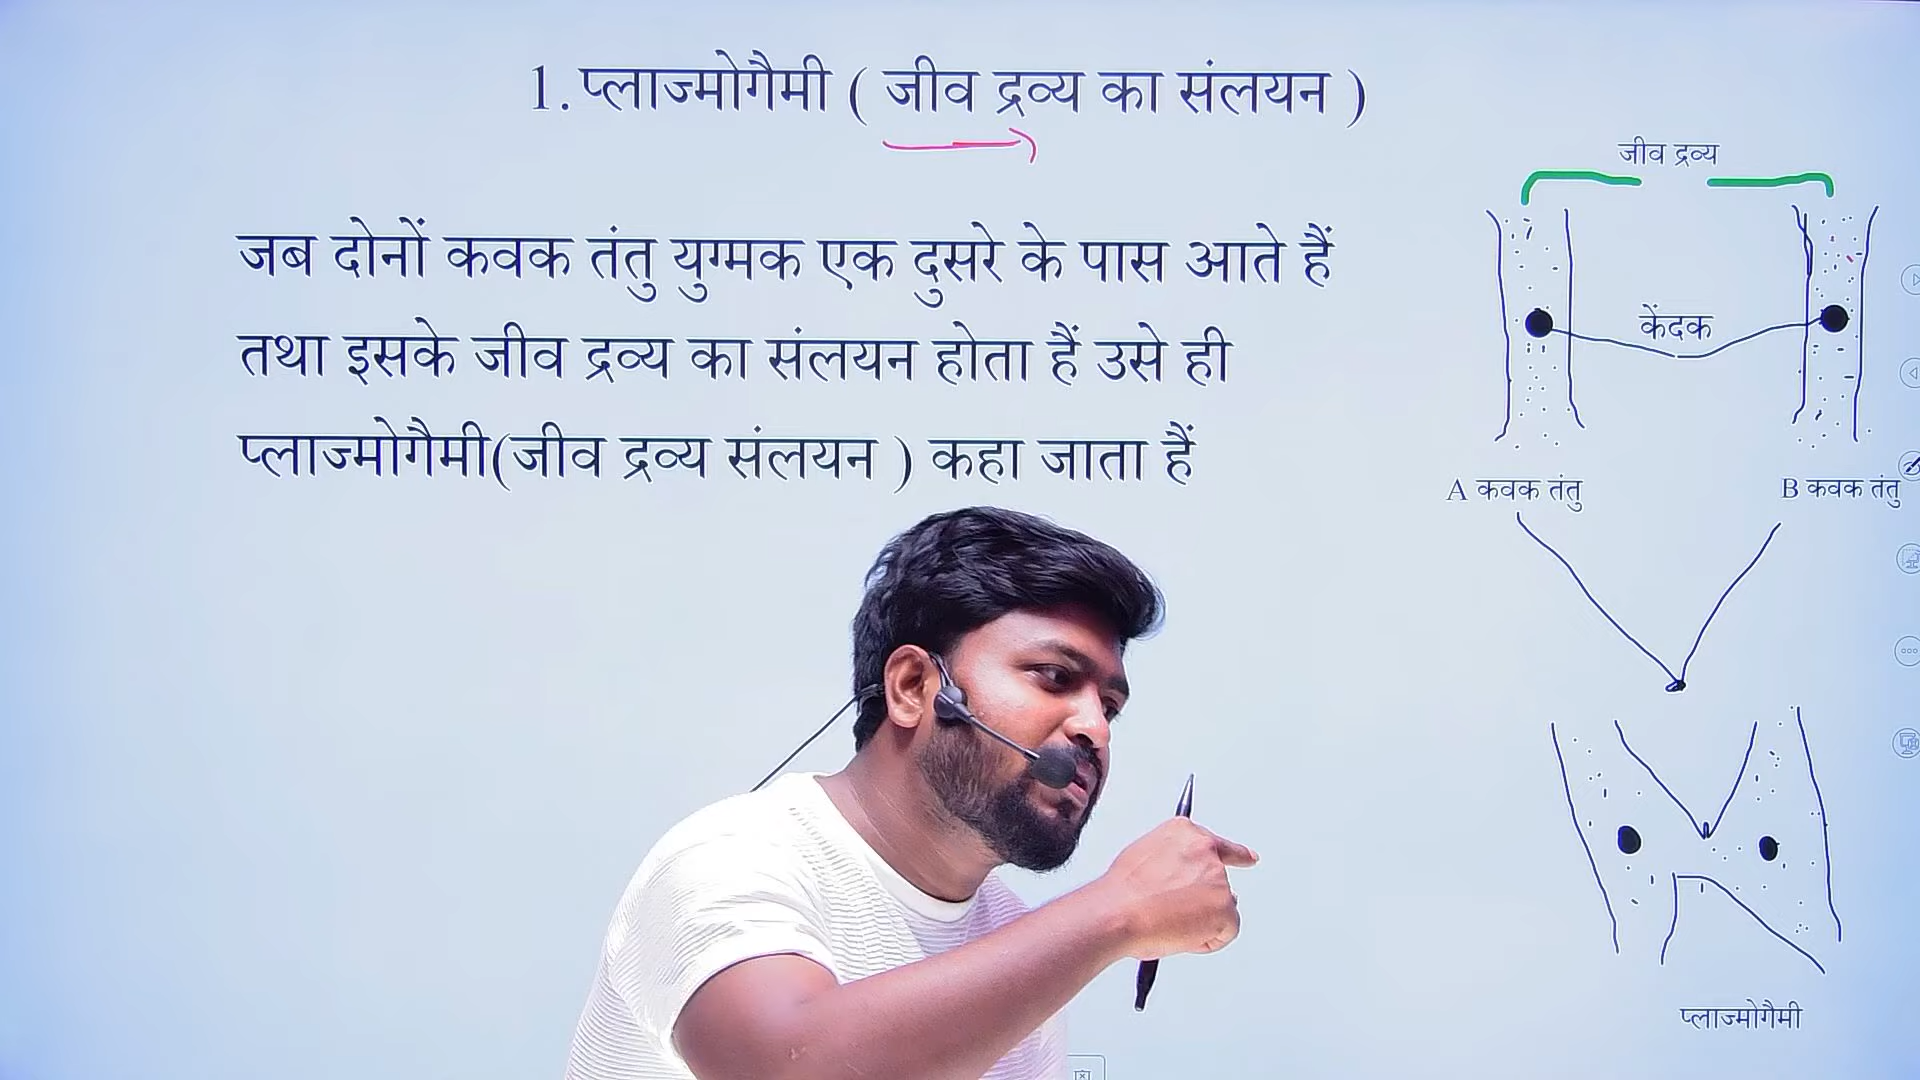 1. प्लाज्मोगैमी ( जीव द्रव्य का संलयन )
जब दोनों कवक तंतु युग्मक एक दुसरे के पास आते हैं
तथा इसके जीव द्रव्य का संलयन होता हैं उसे ही
प्लाज्मोगैमी(जीव द्रव्य संलयन ) कहा जाता हैं
जीव द्रव्य
केंदक
A कवक तंतु
B कवक तंतु
प्लाज्मोगैमी